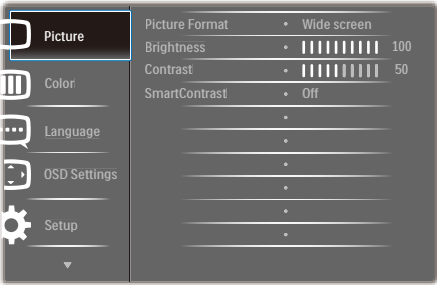 Picture
Color
Language
OSD Settings
Setup
Picture Format • Wide screen
Brightness • 100
Contrast • 50
SmartContrast • Off